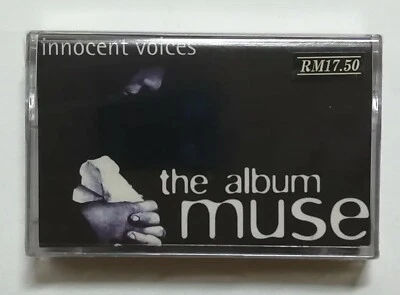 innocent voices
RM17.50
the album
muse